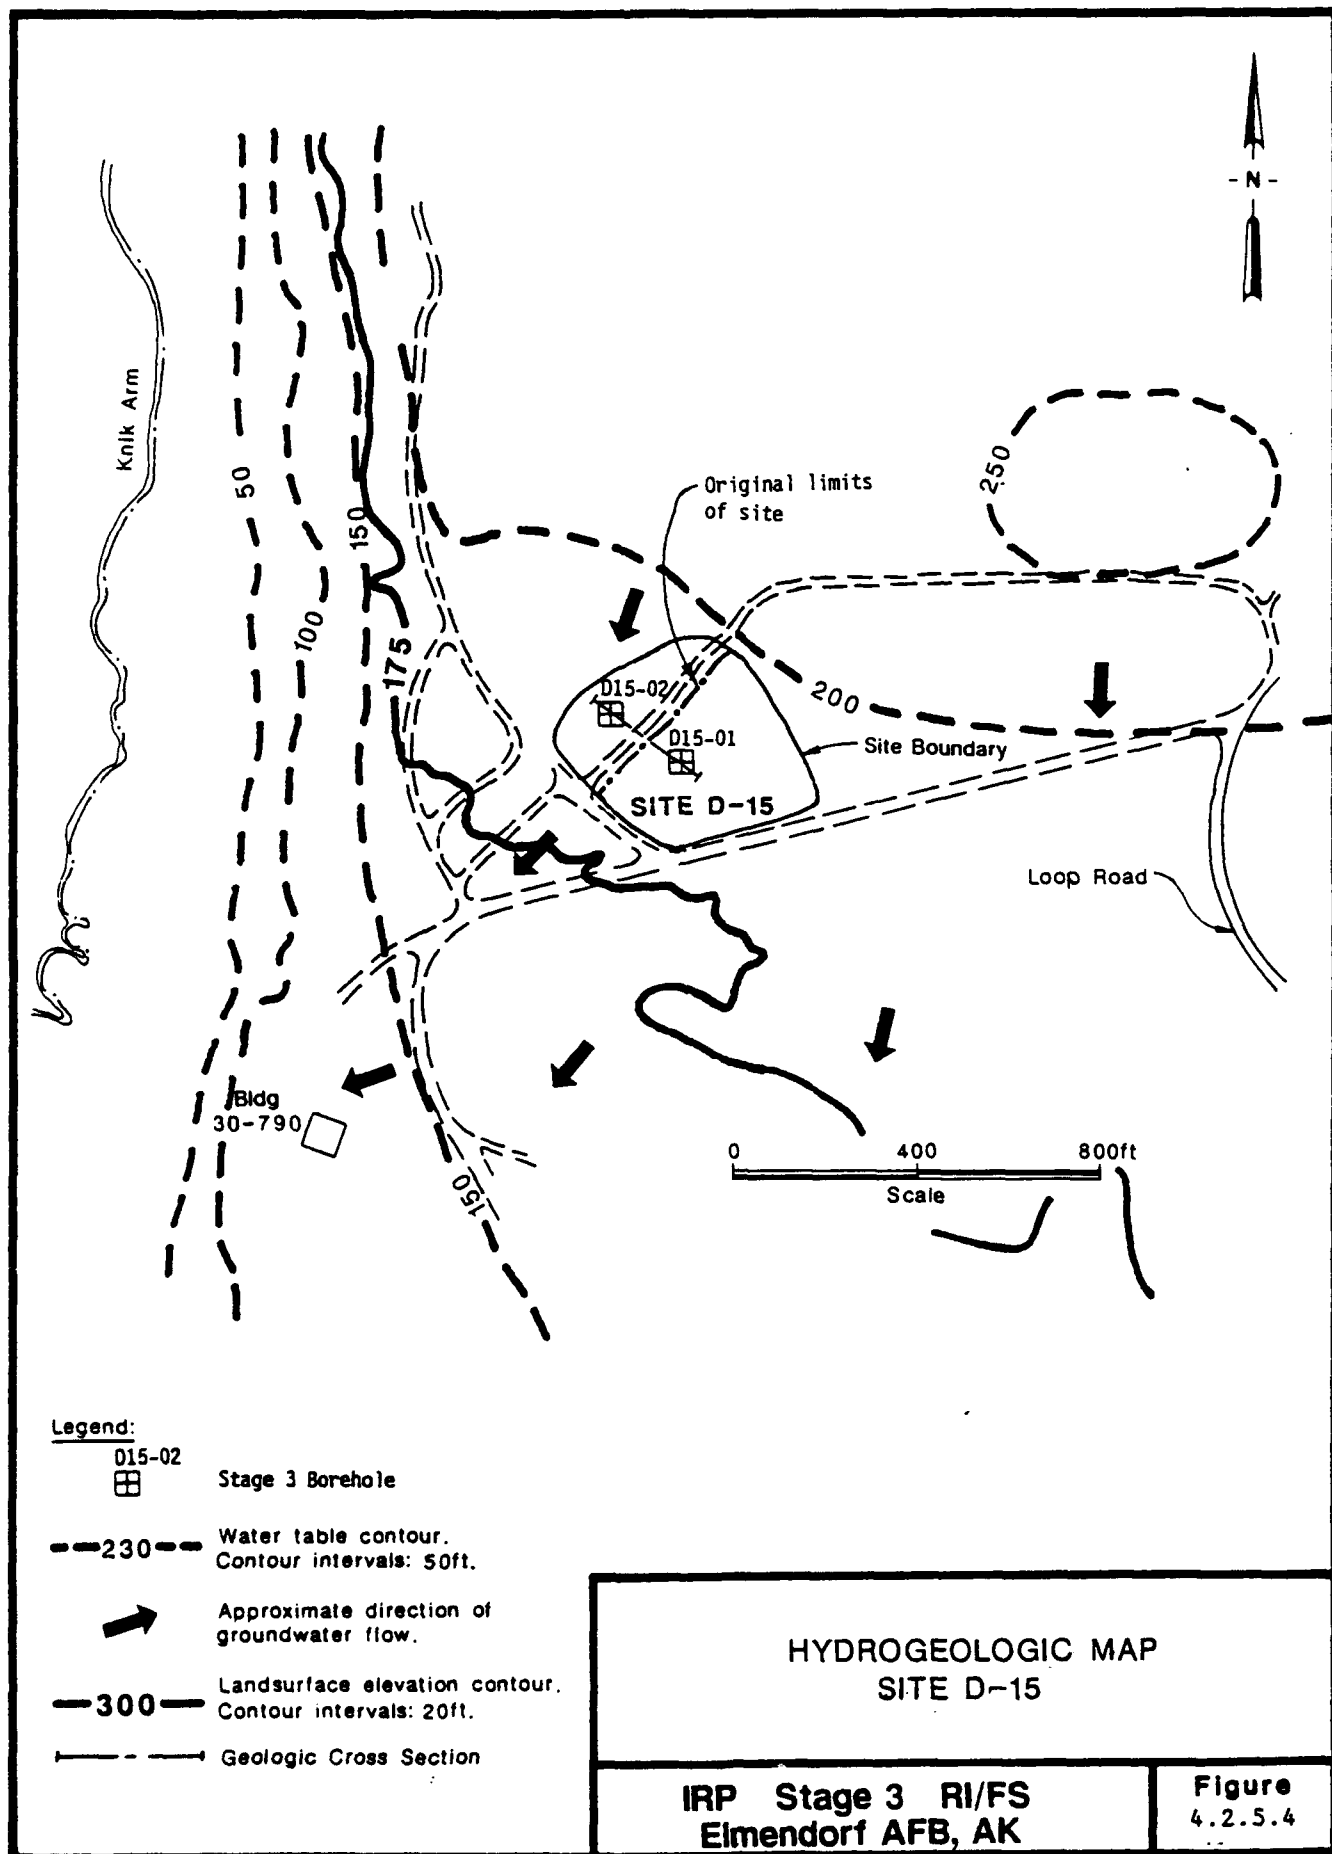 - N -
Knik Arm
50
100
150
175
250
Original limits
of site
D15-02
D15-01
200
Site Boundary
SITE D-15
Loop Road
Bldg
30-790
150
0 400 800ft
Scale
Legend:
D15-02
Stage 3 Borehole
230
Water table contour.
Contour intervals: 50ft.
Approximate direction of
groundwater flow.
300
Landsurface elevation contour.
Contour intervals: 20ft.
Geologic Cross Section
HYDROGEOLOGIC MAP
SITE D-15
IRP Stage 3 RI/FS
Elmendorf AFB, AK
Figure
4.2.5.4